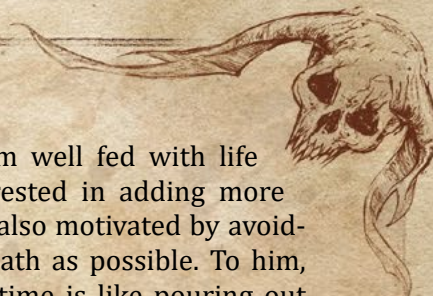 m well fed with life
rested in adding more
also motivated by avoid-
ath as possible. To him,
time is like pouring out